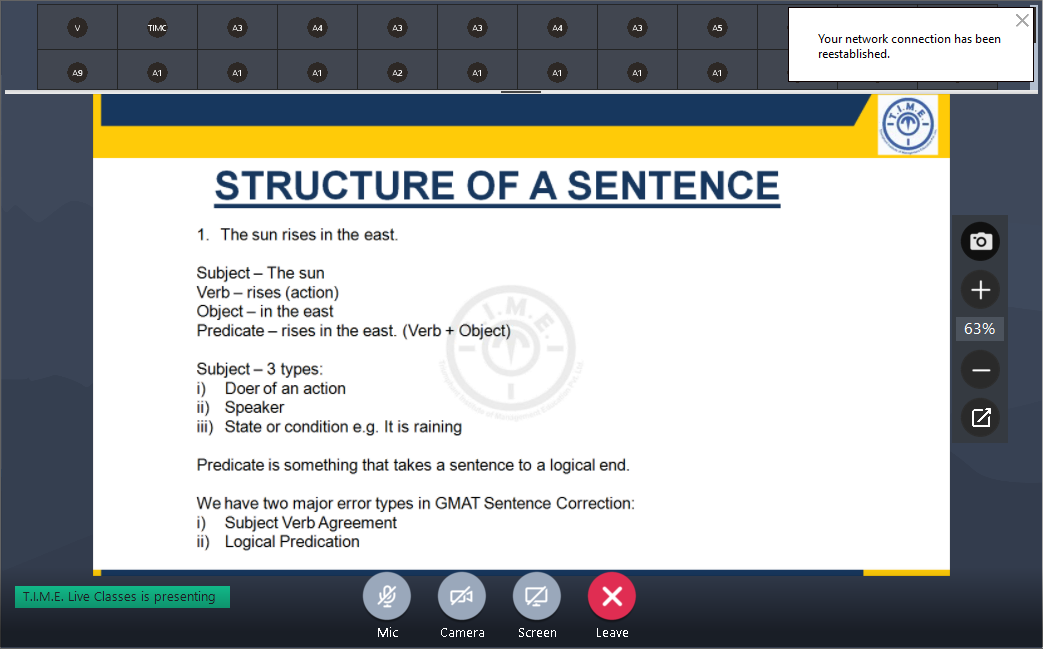 V TIMC A3 A4 A3 A3 A4 A3 A5
A9 A1 A1 A1 A2 A1 A1 A1 A1
Your network connection has been
reestablished.
T.I.M.E.
STRUCTURE OF A SENTENCE
1. The sun rises in the east.
Subject – The sun
Verb – rises (action)
Object – in the east
Predicate – rises in the east. (Verb + Object)
Subject – 3 types:
i) Doer of an action
ii) Speaker
iii) State or condition e.g. It is raining
Predicate is something that takes a sentence to a logical end.
We have two major error types in GMAT Sentence Correction:
i) Subject Verb Agreement
ii) Logical Predication
T.I.M.E.
63%
T.I.M.E. Live Classes is presenting
Mic Camera Screen Leave